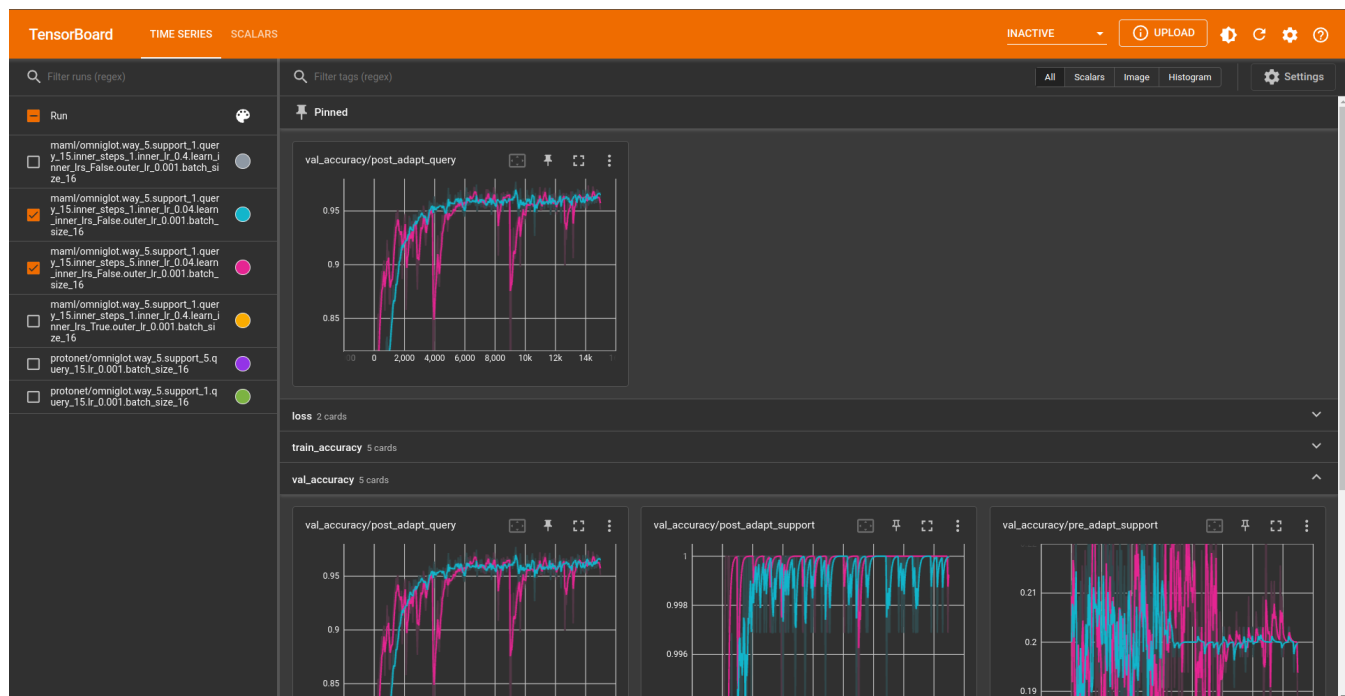 TensorBoard TIME SERIES SCALARS INACTIVE UPLOAD
Filter runs (regex)
Filter tags (regex)
All Scalars Image Histogram Settings
Run
Pinned
maml/omniglot.way_5.support_1.quer
y_15.inner_steps_1.inner_lr_0.4.learn_i
nner_lrs_False.outer_lr_0.001.batch_si
ze_16
maml/omniglot.way_5.support_1.quer
y_15.inner_steps_1.inner_lr_0.04.learn
_inner_lrs_False.outer_lr_0.001.batch_
size_16
maml/omniglot.way_5.support_1.quer
y_15.inner_steps_5.inner_lr_0.04.learn
_inner_lrs_False.outer_lr_0.001.batch_
size_16
maml/omniglot.way_5.support_1.quer
y_15.inner_steps_1.inner_lr_0.4.learn_i
nner_lrs_True.outer_lr_0.001.batch_si
ze_16
protonet/omniglot.way_5.support_5.q
uery_15.lr_0.001.batch_size_16
protonet/omniglot.way_5.support_1.q
uery_15.lr_0.001.batch_size_16
val_accuracy/post_adapt_query
0.95
0.9
0.85
0 2,000 4,000 6,000 8,000 10k 12k 14k
loss 2 cards
train_accuracy 5 cards
val_accuracy 5 cards
val_accuracy/post_adapt_query
0.95
0.9
0.85
val_accuracy/post_adapt_support
1
0.998
0.996
val_accuracy/pre_adapt_support
0.21
0.2
0.19